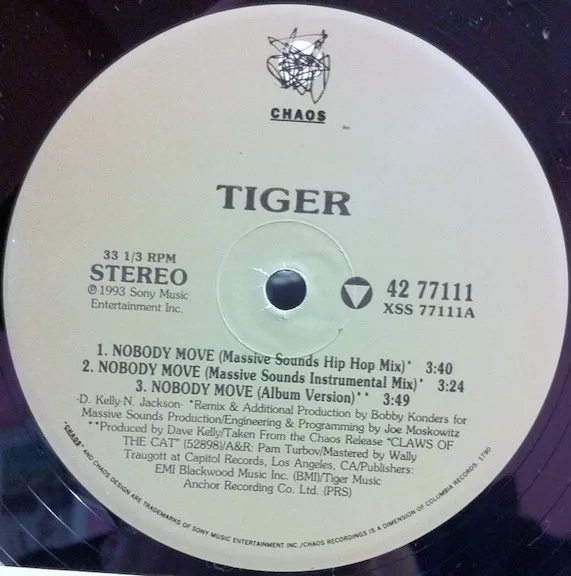 CHAOS
TIGER
33 1/3 RPM
STEREO
℗ 1993 Sony Music
Entertainment Inc.
42 77111
XSS 77111A
1. NOBODY MOVE (Massive Sounds Hip Hop Mix)* 3:40
2. NOBODY MOVE (Massive Sounds Instrumental Mix)* 3:24
3. NOBODY MOVE (Album Version)** 3:49
-D. Kelly-N. Jackson- *Remix & Additional Production by Bobby Konders for
Massive Sounds Production/Engineering & Programming by Joe Moskowitz
**Produced by Dave Kelly/Taken From the Chaos Release "CLAWS OF
THE CAT" (52898)/A&R: Pam Turbov/Mastered by Wally
Traugott at Capitol Records, Los Angeles, CA/Publishers:
EMI Blackwood Music Inc. (BMI)/Tiger Music
Anchor Recording Co. Ltd. (PRS)
"CHAOS" AND CHAOS DESIGN ARE TRADEMARKS OF SONY MUSIC ENTERTAINMENT INC./CHAOS RECORDINGS IS A DIMENSION OF COLUMBIA RECORDS. 1790